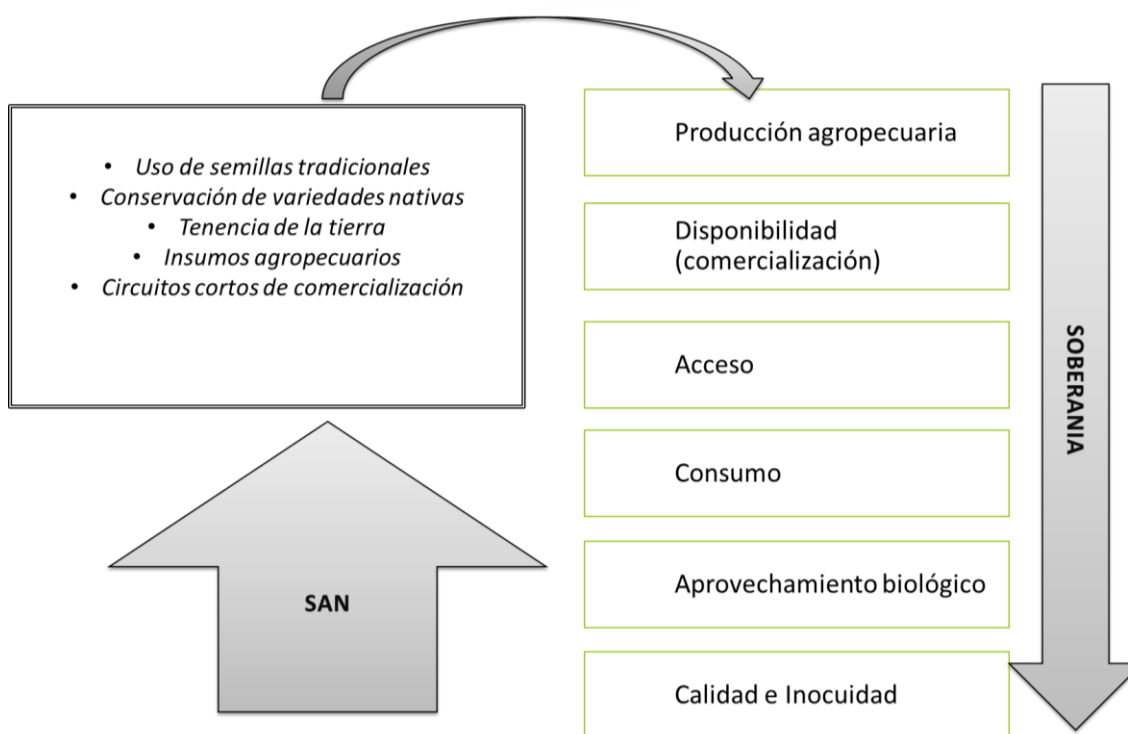 • Uso de semillas tradicionales
• Conservación de variedades nativas
• Tenencia de la tierra
• Insumos agropecuarios
• Circuitos cortos de comercialización
SAN
Producción agropecuaria
Disponibilidad
(comercialización)
Acceso
Consumo
Aprovechamiento biológico
Calidad e Inocuidad
SOBERANIA